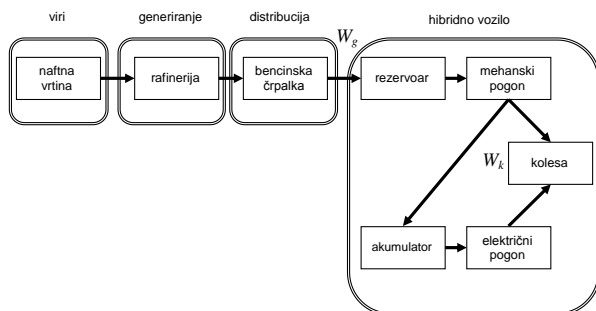 viri
generiranje
distribucija
hibridno vozilo
W_g
naftna
vrtina
rafinerija
bencinska
črpalka
rezervoar
mehanski
pogon
W_k
kolesa
akumulator
električni
pogon